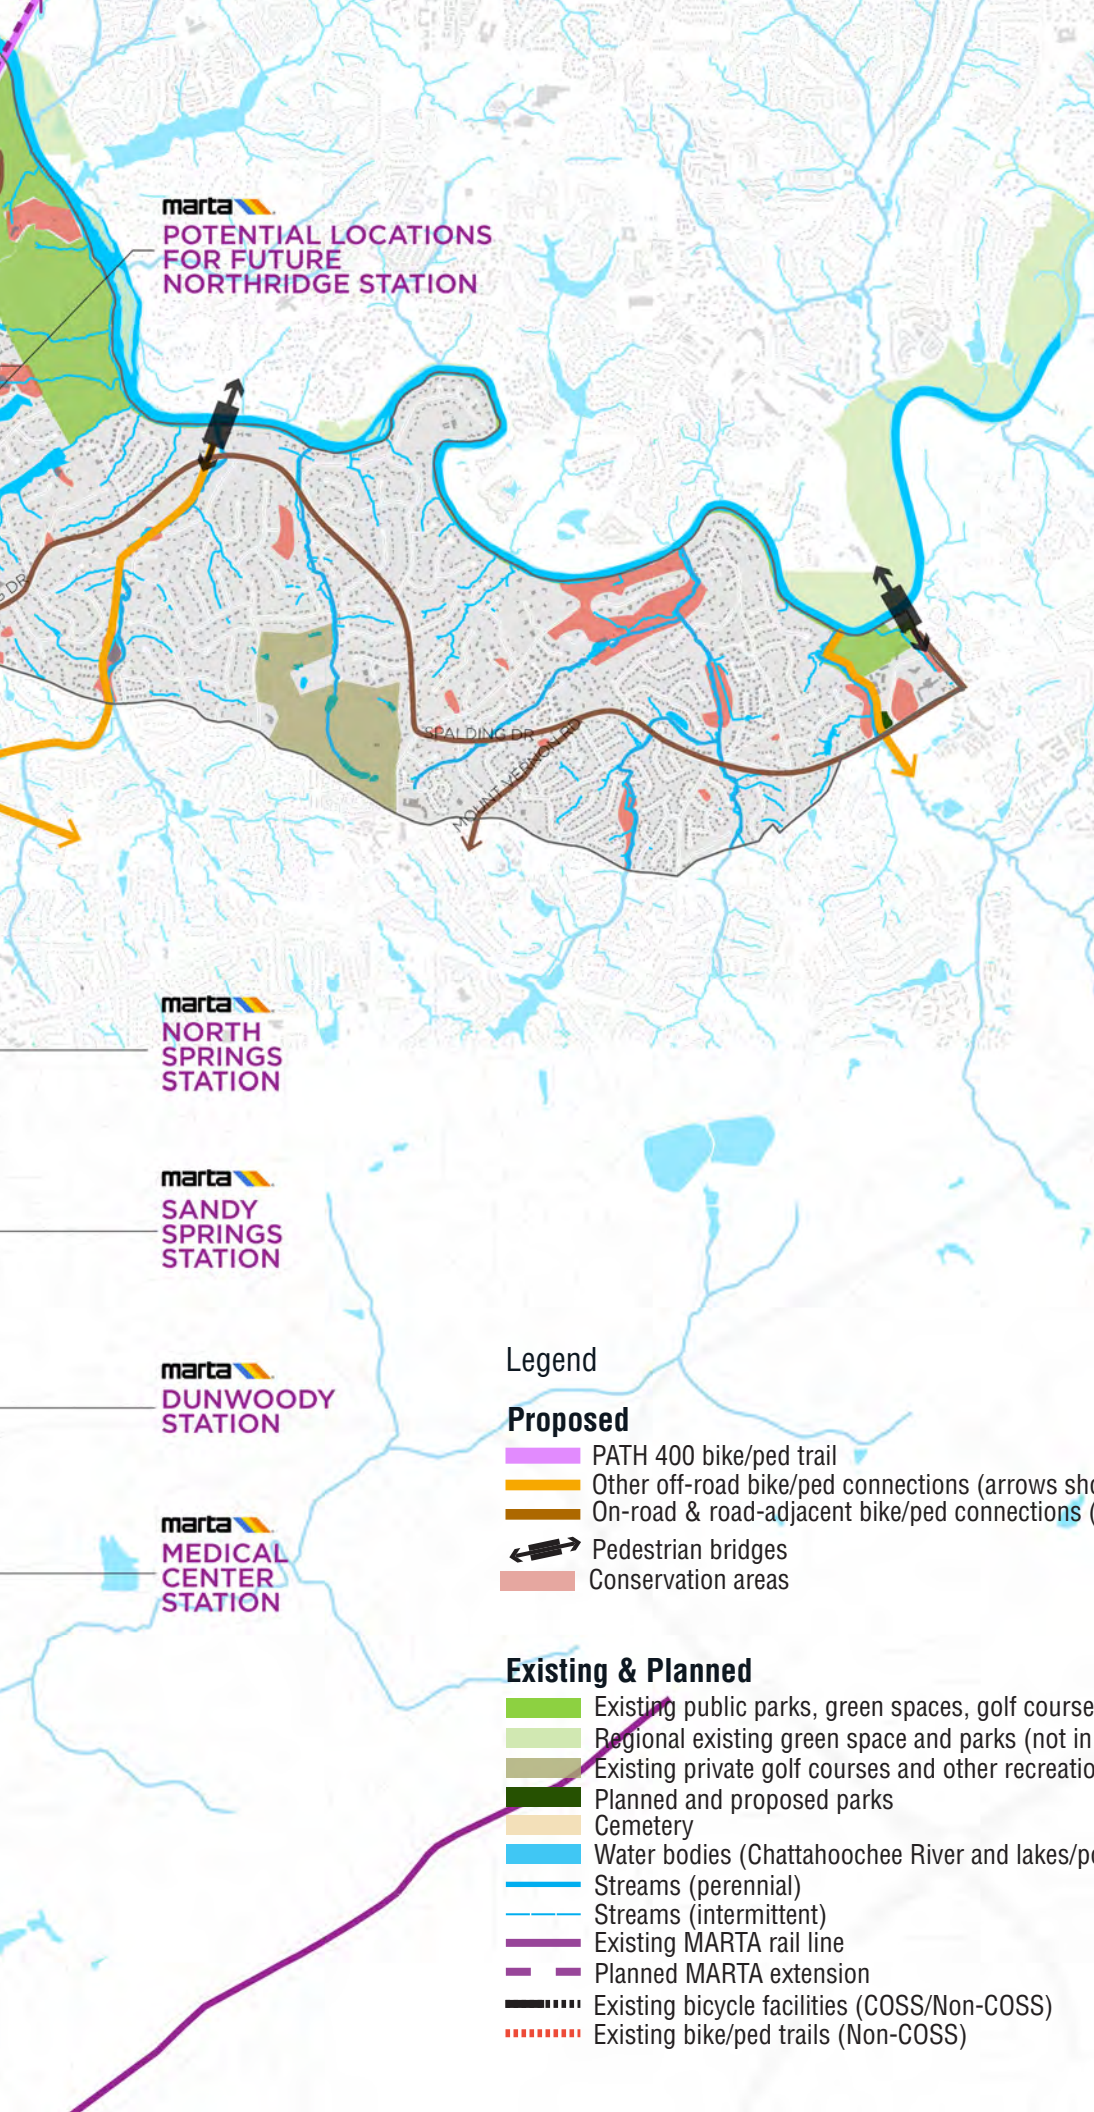 marta
POTENTIAL LOCATIONS
FOR FUTURE
NORTHRIDGE STATION
DR
SPALDING DR
MOUNT VERNON RD
marta
NORTH
SPRINGS
STATION
marta
SANDY
SPRINGS
STATION
marta
DUNWOODY
STATION
marta
MEDICAL
CENTER
STATION
Legend
Proposed
PATH 400 bike/ped trail
Other off-road bike/ped connections (arrows sho
On-road & road-adjacent bike/ped connections (
Pedestrian bridges
Conservation areas
Existing & Planned
Existing public parks, green spaces, golf course
Regional existing green space and parks (not in
Existing private golf courses and other recreatio
Planned and proposed parks
Cemetery
Water bodies (Chattahoochee River and lakes/p
Streams (perennial)
Streams (intermittent)
Existing MARTA rail line
Planned MARTA extension
Existing bicycle facilities (COSS/Non-COSS)
Existing bike/ped trails (Non-COSS)